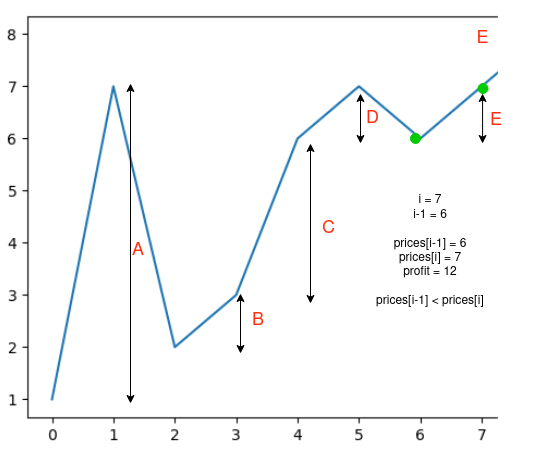 8
E
7
D
E
6
i = 7
i-1 = 6
5
C
prices[i-1] = 6
prices[i] = 7
profit = 12
4
A
prices[i-1] < prices[i]
3
B
2
1
0 1 2 3 4 5 6 7